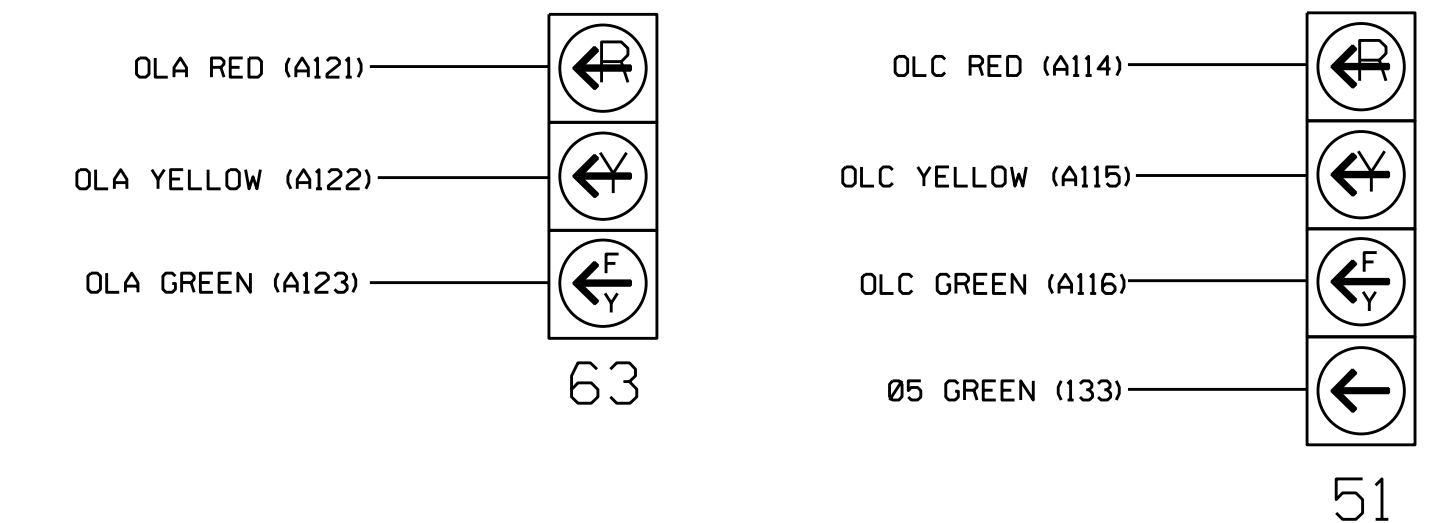 OLA RED (A121)
R
OLA YELLOW (A122)
Y
OLA GREEN (A123)
F
Y
63
OLC RED (A114)
R
OLC YELLOW (A115)
Y
OLC GREEN (A116)
F
Y
Ø5 GREEN (133)
51